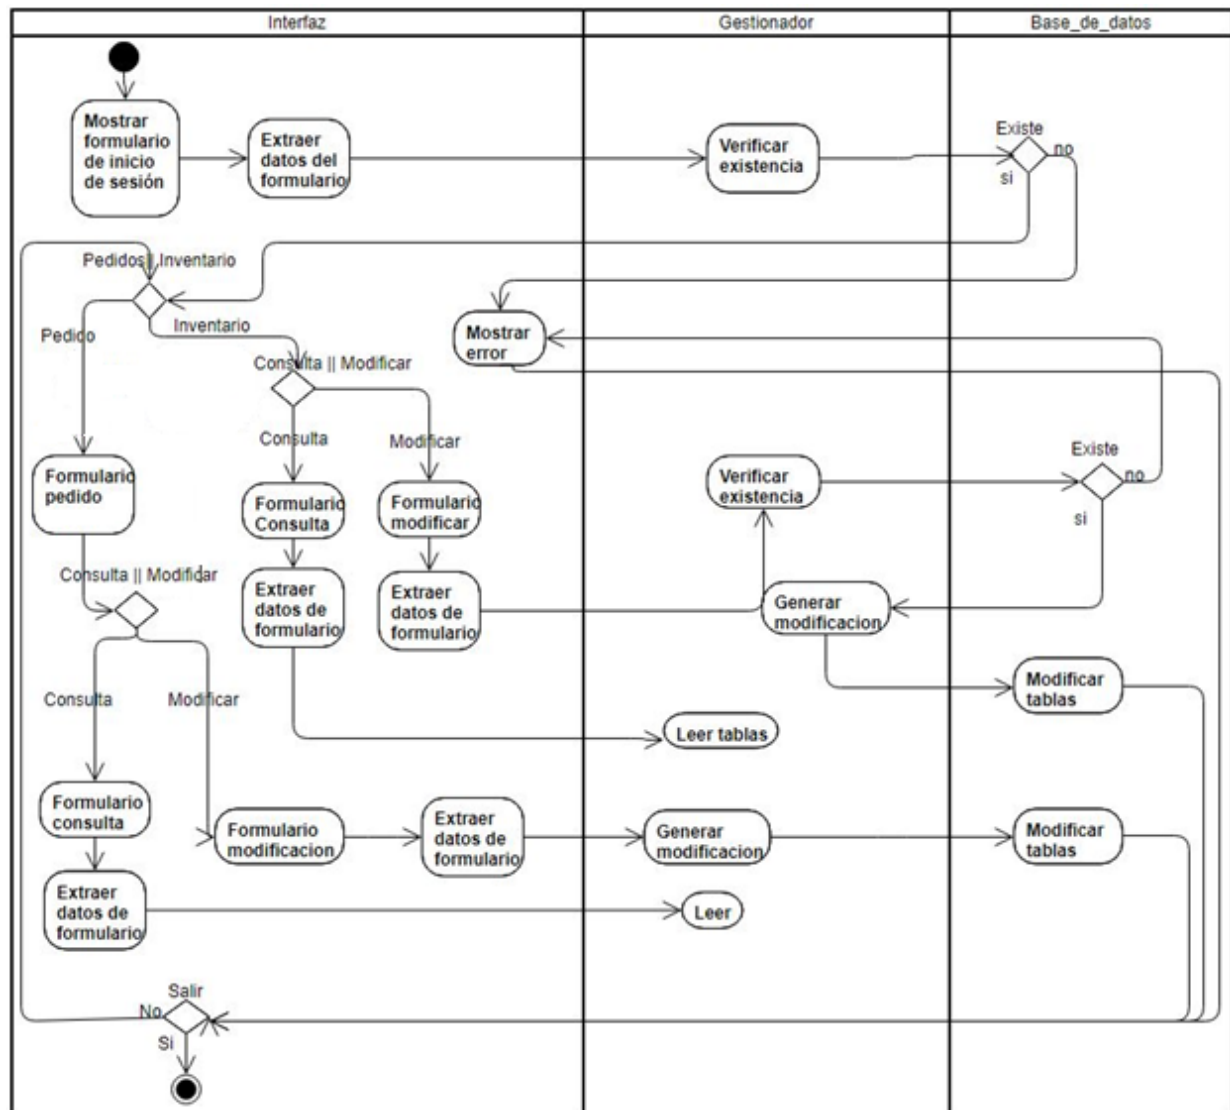 Interfaz
Gestionador
Base_de_datos
Mostrar
formulario
de inicio
de sesión
Extraer
datos del
formulario
Verificar
existencia
Existe
no
si
Pedidos || Inventario
Pedido
Inventario
Mostrar
error
Consulta || Modificar
Consulta
Modificar
Formulario
pedido
Formulario
Consulta
Formulario
modificar
Verificar
existencia
Existe
no
si
Consulta || Modificar
Extraer
datos de
formulario
Extraer
datos de
formulario
Generar
modificacion
Consulta
Modificar
Modificar
tablas
Leer tablas
Formulario
consulta
Formulario
modificacion
Extraer
datos de
formulario
Generar
modificacion
Modificar
tablas
Extraer
datos de
formulario
Leer
Salir
No
Si